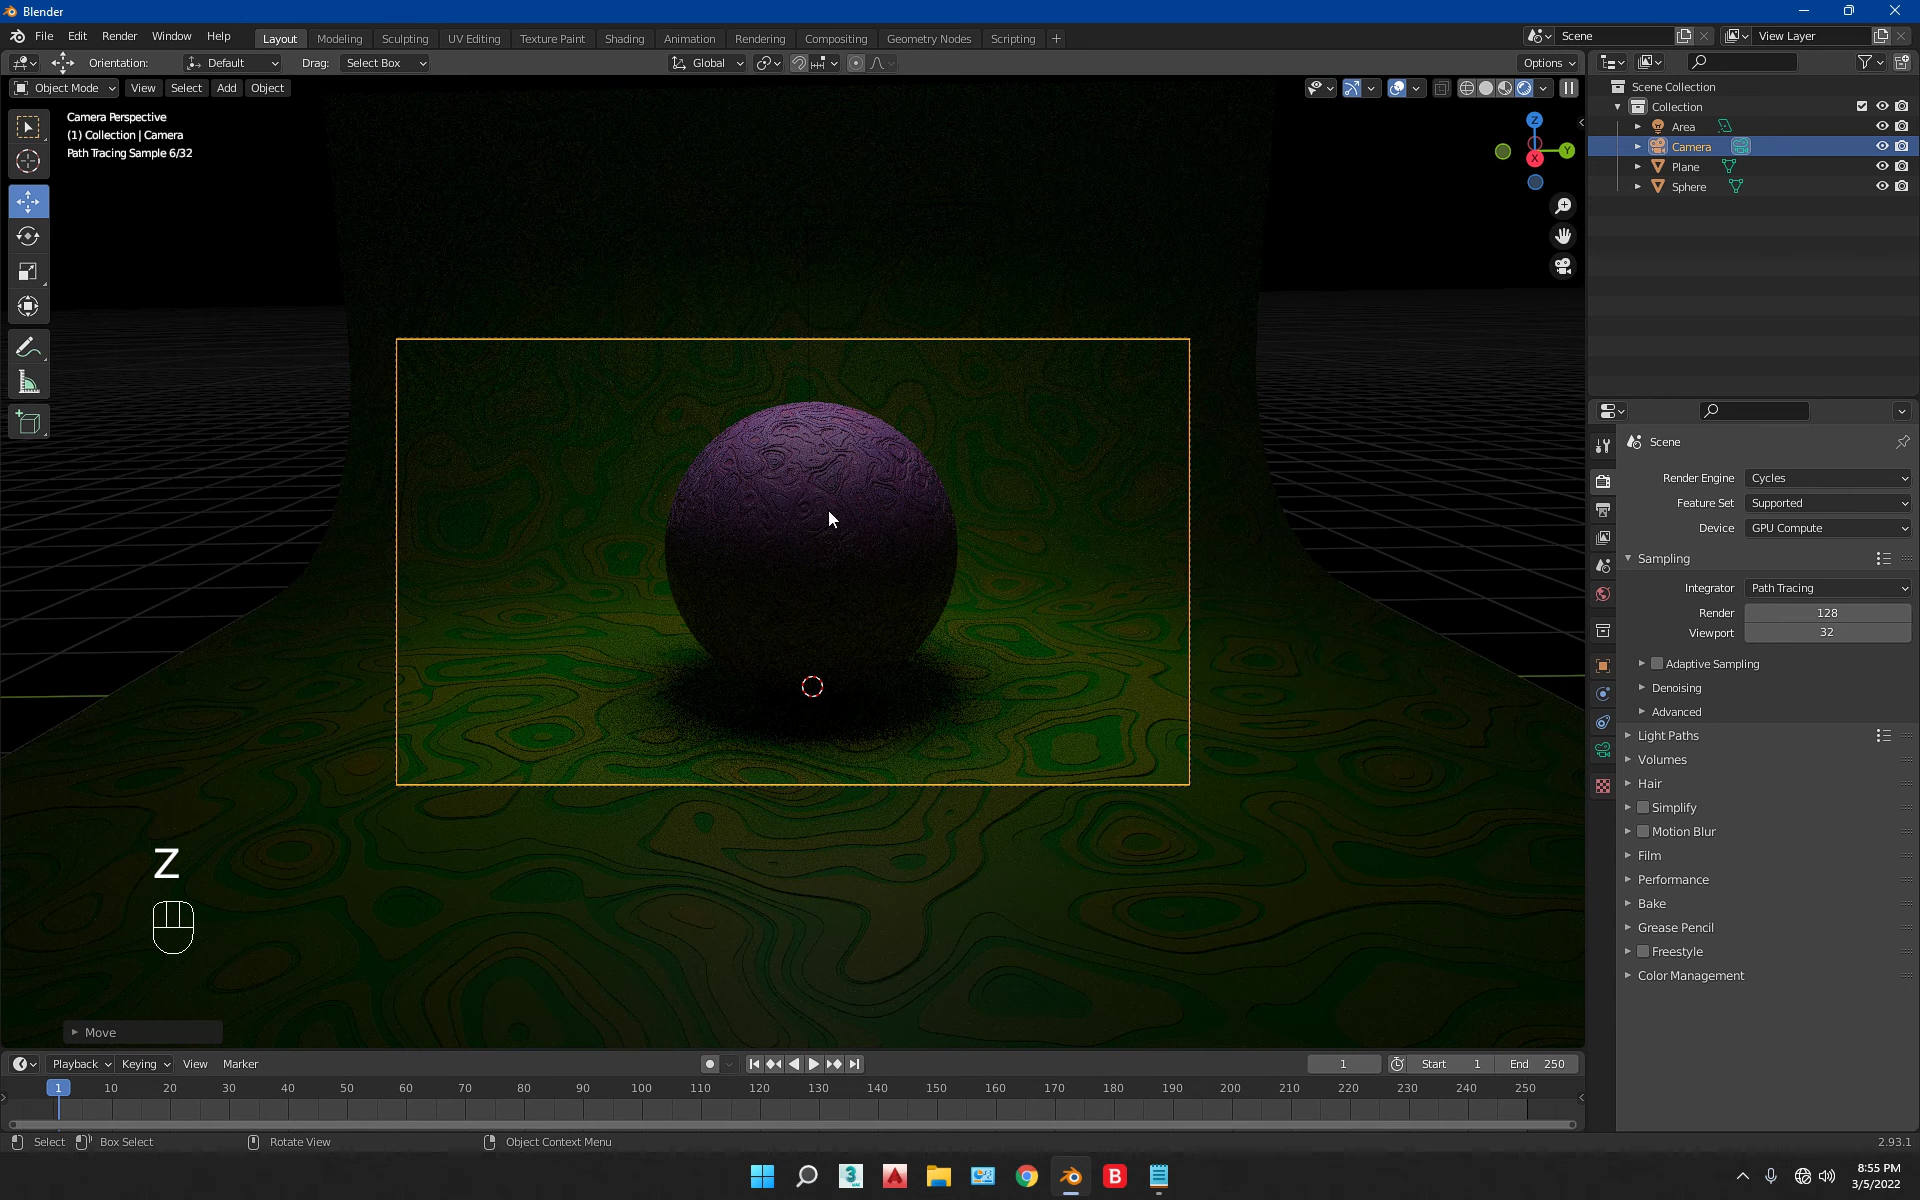 Blender
File Edit Render Window Help Layout Modeling Sculpting UV Editing Texture Paint Shading Animation Rendering Compositing Geometry Nodes Scripting + Scene View Layer
Orientation: Default Drag: Select Box Global Options
Object Mode View Select Add Object
Camera Perspective
(1) Collection | Camera
Path Tracing Sample 6/32
Z
Y
X
Scene Collection
Collection
Area
Camera
Plane
Sphere
Scene
Render Engine Cycles
Feature Set Supported
Device GPU Compute
Sampling
Integrator Path Tracing
Render 128
Viewport 32
Adaptive Sampling
Denoising
Advanced
Light Paths
Volumes
Hair
Simplify
Motion Blur
Film
Performance
Bake
Grease Pencil
Freestyle
Color Management
Z
Move
Playback Keying View Marker 1 Start 1 End 250
1 10 20 30 40 50 60 70 80 90 100 110 120 130 140 150 160 170 180 190 200 210 220 230 240 250
Select Box Select Rotate View Object Context Menu 2.93.1
3 A B
8:55 PM
3/5/2022